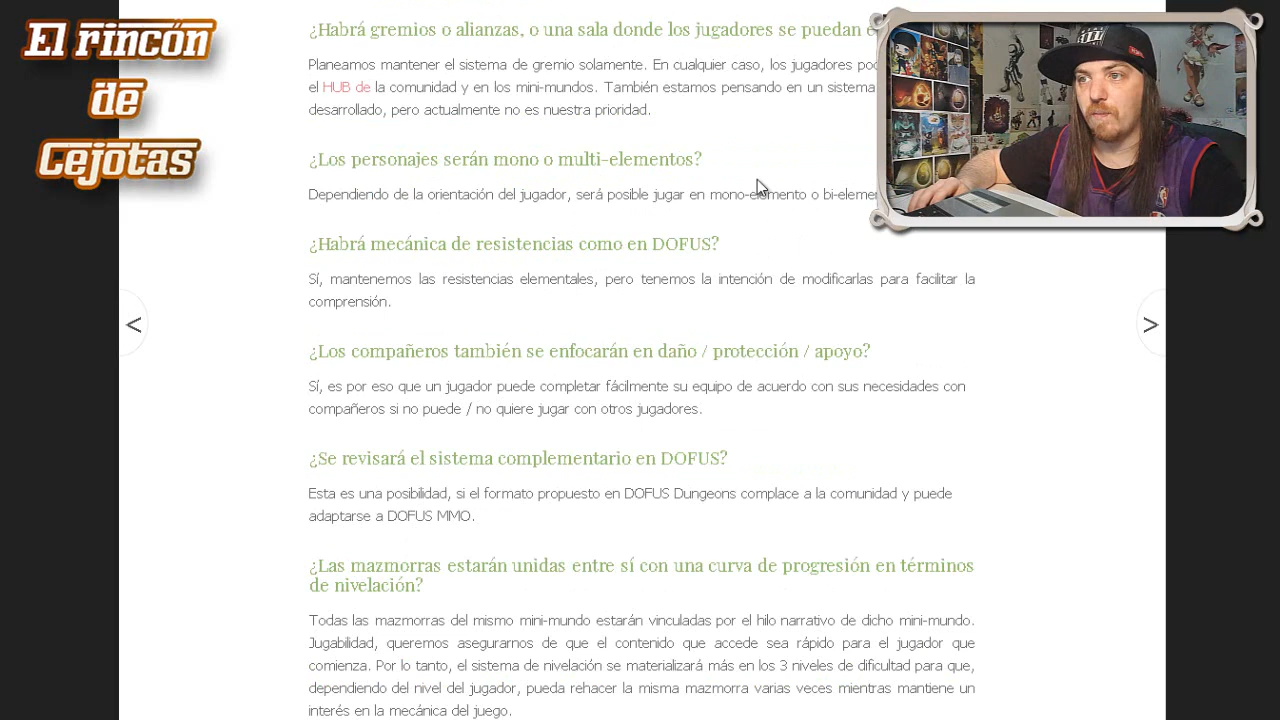 El rincón
de
Cejotas
¿Habrá gremios o alianzas, o una sala donde los jugadores se puedan
Planeamos mantener el sistema de gremio solamente. En cualquier caso, los jugadores
el HUB de la comunidad y en los mini-mundos. También estamos pensando en un sistema
desarrollado, pero actualmente no es nuestra prioridad.
¿Los personajes serán mono o multi-elementos?
Dependiendo de la orientación del jugador, será posible jugar en mono-elemento o
¿Habrá mecánica de resistencias como en DOFUS?
Sí, mantenemos las resistencias elementales, pero tenemos la intención de modificarlas para facilitar la
comprensión.
¿Los compañeros también se enfocarán en daño / protección / apoyo?
Sí, es por eso que un jugador puede completar fácilmente su equipo de acuerdo con sus necesidades con
compañeros si no puede / no quiere jugar con otros jugadores.
¿Se revisará el sistema complementario en DOFUS?
Esta es una posibilidad, si el formato propuesto en DOFUS Dungeons complace a la comunidad y puede
adaptarse a DOFUS MMO.
¿Las mazmorras estarán unidas entre sí con una curva de progresión en términos
de nivelación?
Todas las mazmorras del mismo mini-mundo estarán vinculadas por el hilo narrativo de dicho mini-mundo.
Jugabilidad, queremos asegurarnos de que el contenido que accede sea rápido para el jugador que
comienza. Por lo tanto, el sistema de nivelación se materializará más en los 3 niveles de dificultad para que,
dependiendo del nivel del jugador, pueda rehacer la misma mazmorra varias veces mientras mantiene un
interés en la mecánica del juego.